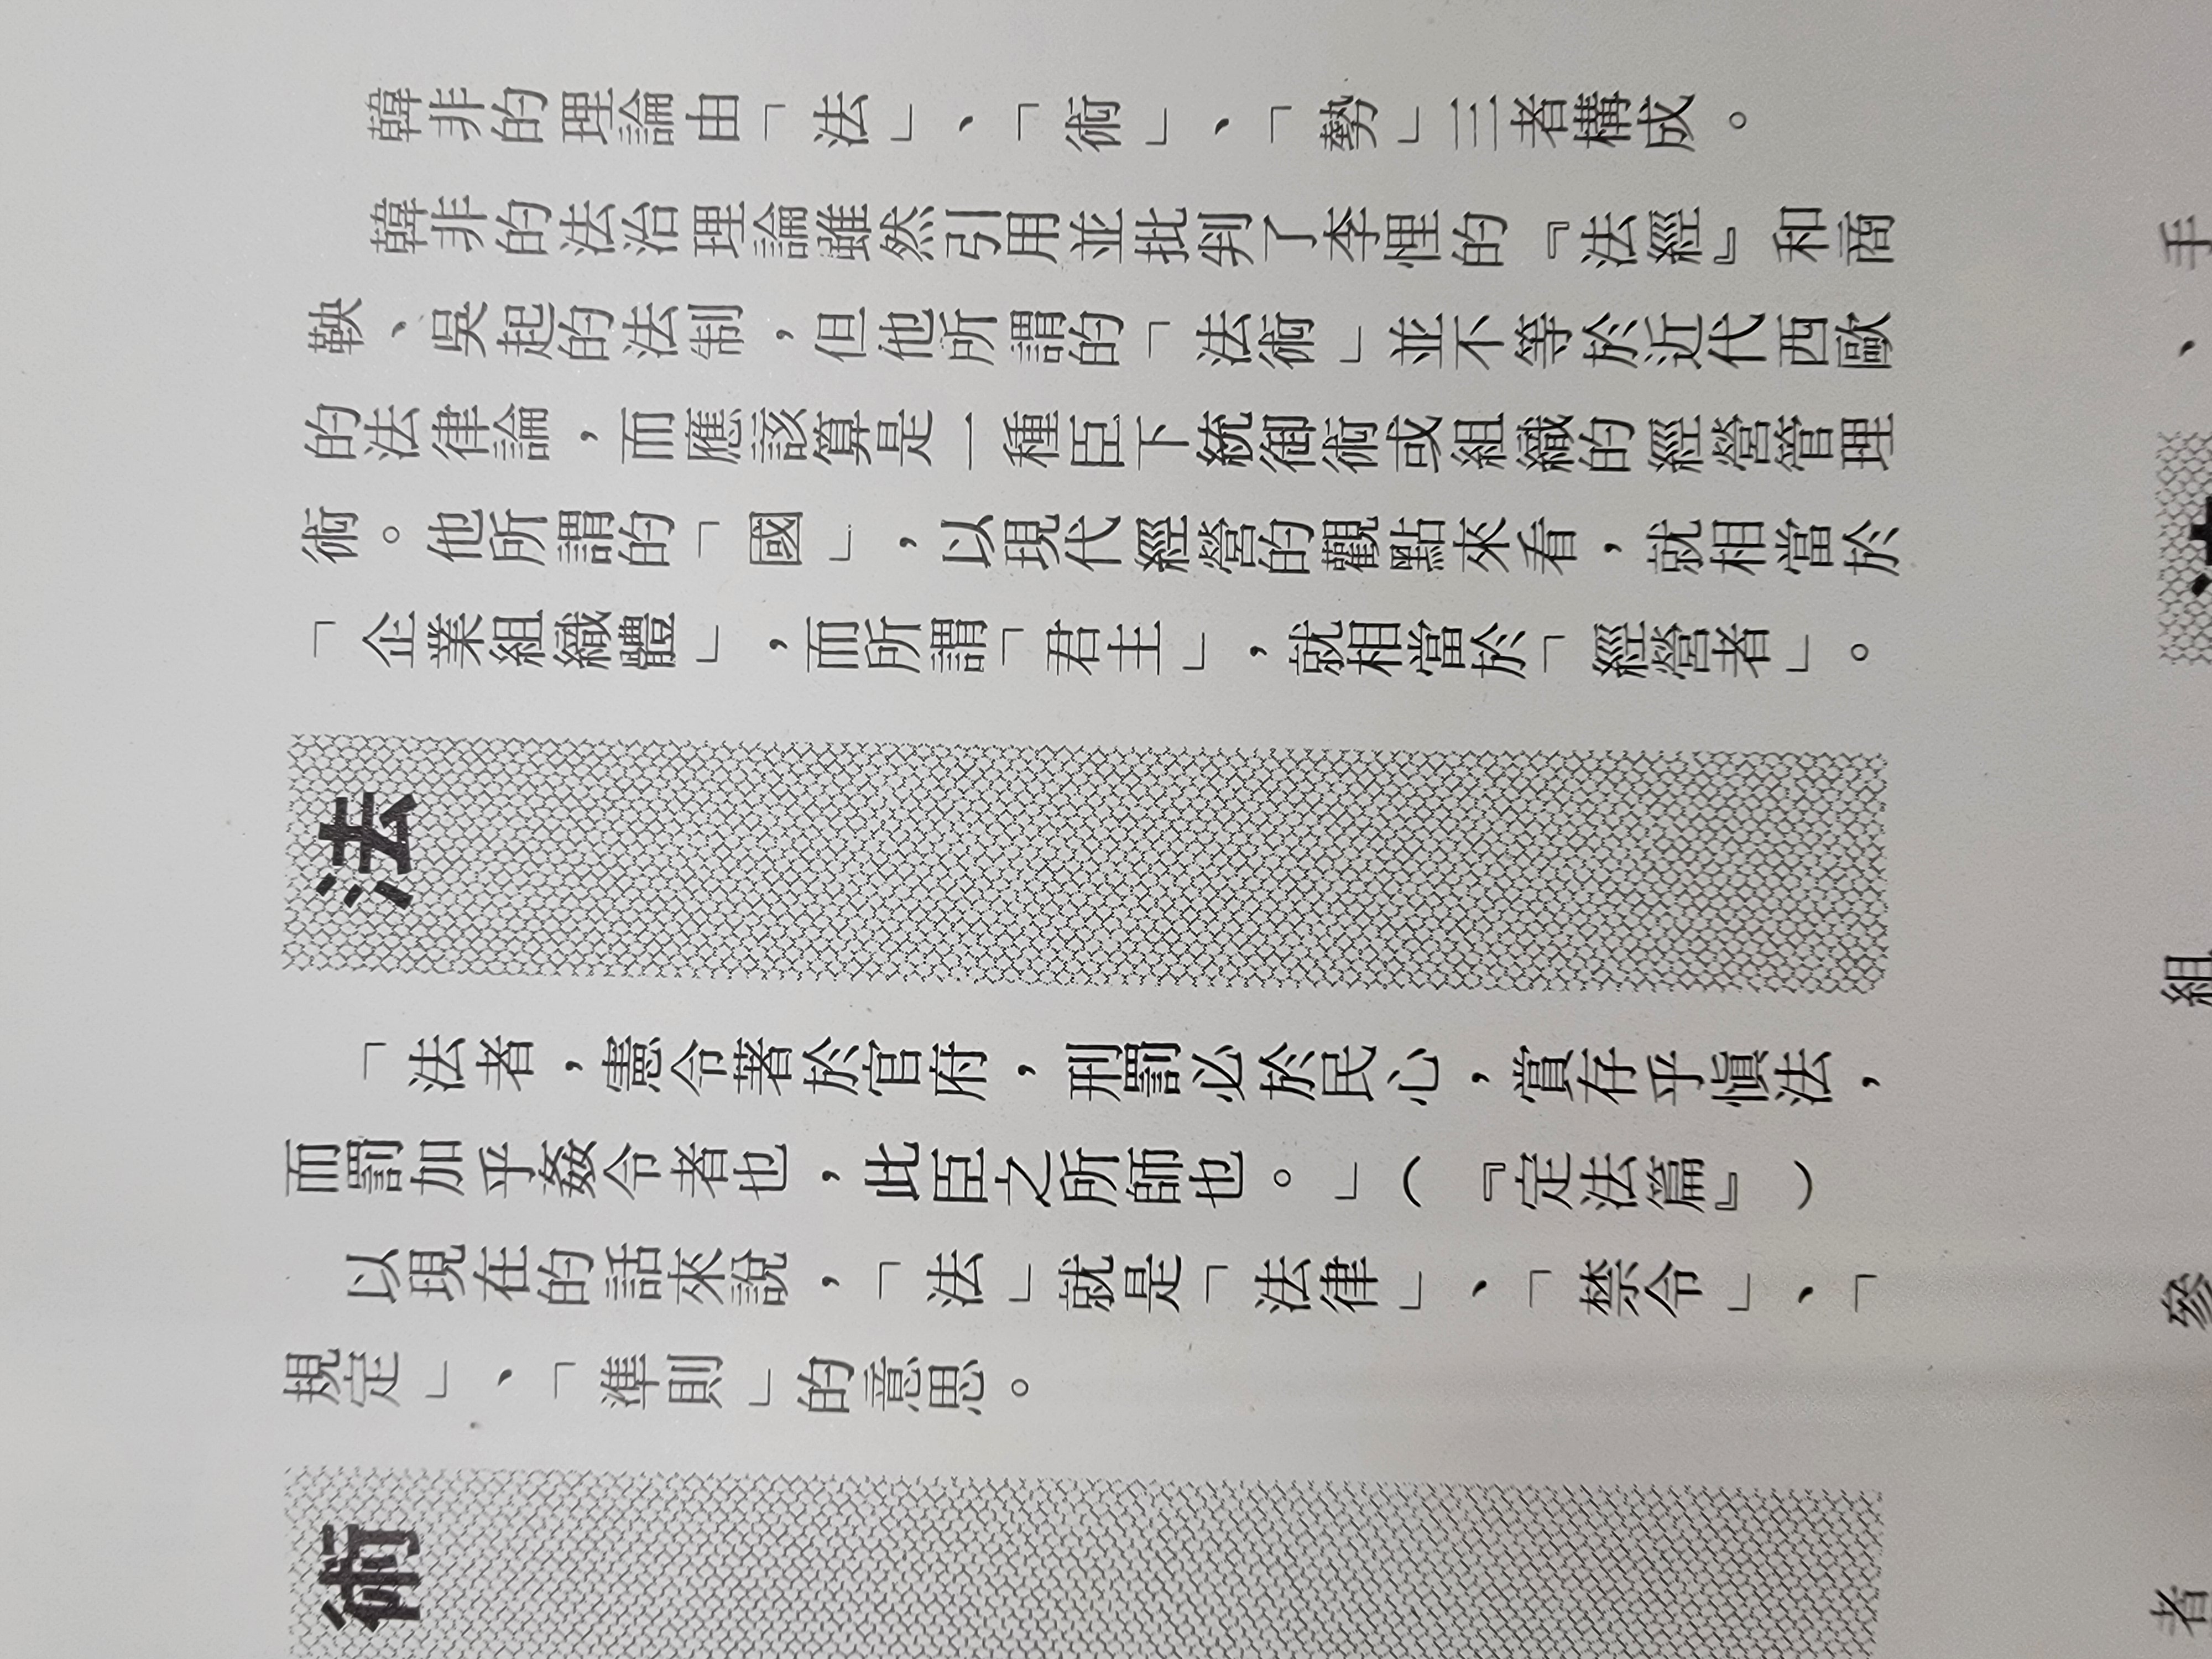 韓非的理論由「法」、「術」、「勢」三者構成。
韓非的法治理論雖然引用並批判了李悝的『法經』和商
鞅、吳起的法制，但他所謂的「法術」並不等於近代西歐
的法律論，而應該算是一種臣下統御術或組織的經營管理
術。他所謂的「國」，以現代經營的觀點來看，就相當於
「企業組織體」，而所謂「君主」，就相當於「經營者」。
法
「法者，憲令著於官府，刑罰必於民心，賞存乎慎法，
而罰加乎姦令者也，此臣之所師也。」（『定法篇』）
以現在的話來說，「法」就是「法律」、「禁令」、「
規定」、「準則」的意思。
術
手
、
組
參
者